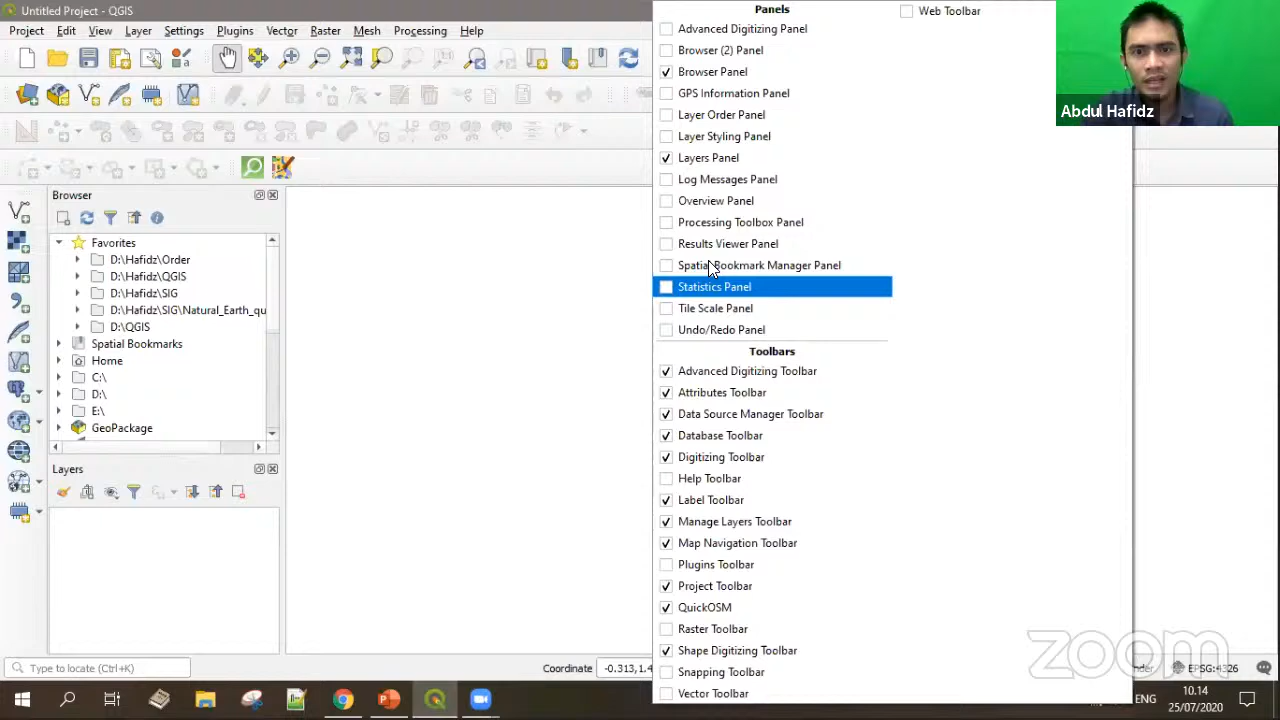 Untitled Project - QGIS
Project Edit View Layer Settings Plugins Vector Raster Mesh Processing Help
Browser
Favorites
D:\Hafidz\Order
D:\Hafidz\QGIS
D:\Hafidz\SIG
D:\Hafidz\SIG\Natural_Earth_qu
D:\QGIS
Spatial Bookmarks
Home
C:\
D:\
E:\
GeoPackage
Layers
Type to locate (Ctrl+K)
Coordinate -0.313,1.4
Panels
Advanced Digitizing Panel
Browser (2) Panel
Browser Panel
GPS Information Panel
Layer Order Panel
Layer Styling Panel
Layers Panel
Log Messages Panel
Overview Panel
Processing Toolbox Panel
Results Viewer Panel
Spatial Bookmark Manager Panel
Statistics Panel
Tile Scale Panel
Undo/Redo Panel
Toolbars
Advanced Digitizing Toolbar
Attributes Toolbar
Data Source Manager Toolbar
Database Toolbar
Digitizing Toolbar
Help Toolbar
Label Toolbar
Manage Layers Toolbar
Map Navigation Toolbar
Plugins Toolbar
Project Toolbar
QuickOSM
Raster Toolbar
Shape Digitizing Toolbar
Snapping Toolbar
Vector Toolbar
Web Toolbar
Abdul Hafidz
zoom
EPSG:4326
ENG
10.14
25/07/2020